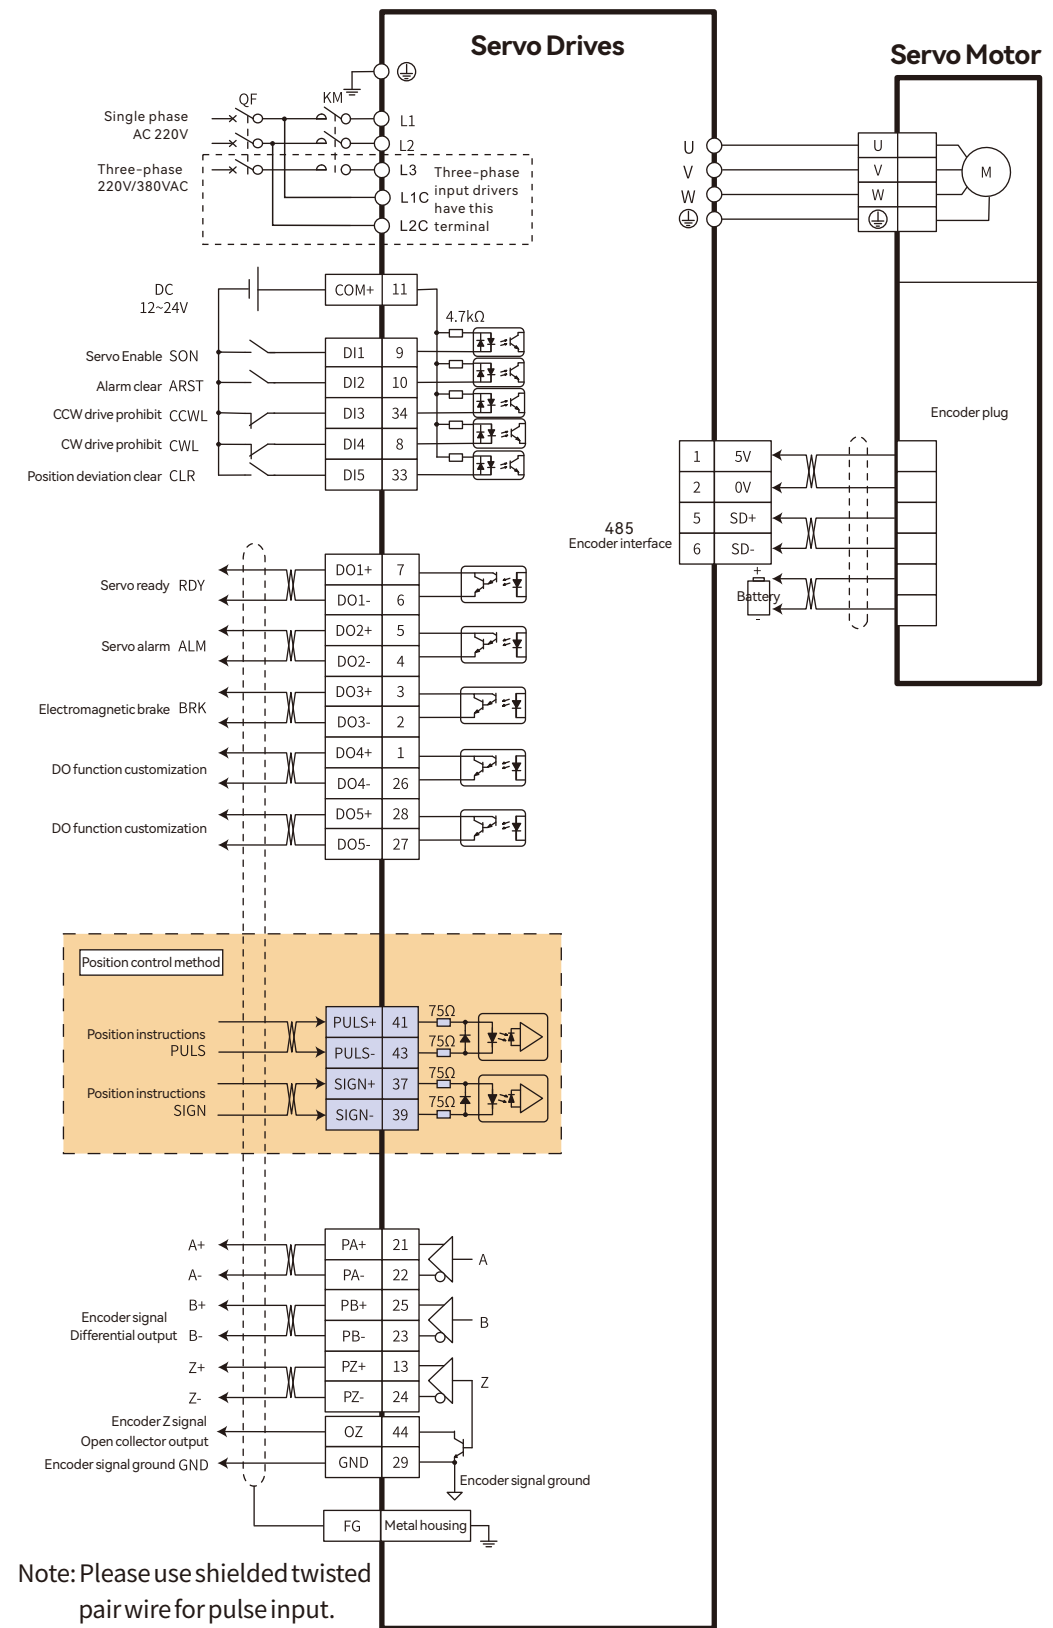 Servo Drives
Servo Motor
QF
KM
Single phase
AC 220V
L1
L2
Three-phase
220V/380VAC
L3
L1C
L2C
Three-phase
input drivers
have this
terminal
U
V
W
U
V
W
M
DC
12~24V
COM+ 11
4.7kΩ
Servo Enable SON DI1 9
Alarm clear ARST DI2 10
CCW drive prohibit CCWL DI3 34
CW drive prohibit CWL DI4 8
Position deviation clear CLR DI5 33
Encoder plug
485
Encoder interface
1 5V
2 0V
5 SD+
6 SD-
+
Battery
-
Servo ready RDY
DO1+ 7
DO1- 6
Servo alarm ALM
DO2+ 5
DO2- 4
Electromagnetic brake BRK
DO3+ 3
DO3- 2
DO function customization
DO4+ 1
DO4- 26
DO function customization
DO5+ 28
DO5- 27
Position control method
Position instructions
PULS
PULS+ 41 75Ω
PULS- 43 75Ω
Position instructions
SIGN
SIGN+ 37 75Ω
SIGN- 39 75Ω
A+ PA+ 21
A- PA- 22
A
Encoder signal
Differential output
B+ PB+ 25
B- PB- 23
B
Z+ PZ+ 13
Z- PZ- 24
Z
Encoder Z signal
Open collector output
OZ 44
Encoder signal ground GND
GND 29
Encoder signal ground
FG Metal housing
Note: Please use shielded twisted
pair wire for pulse input.